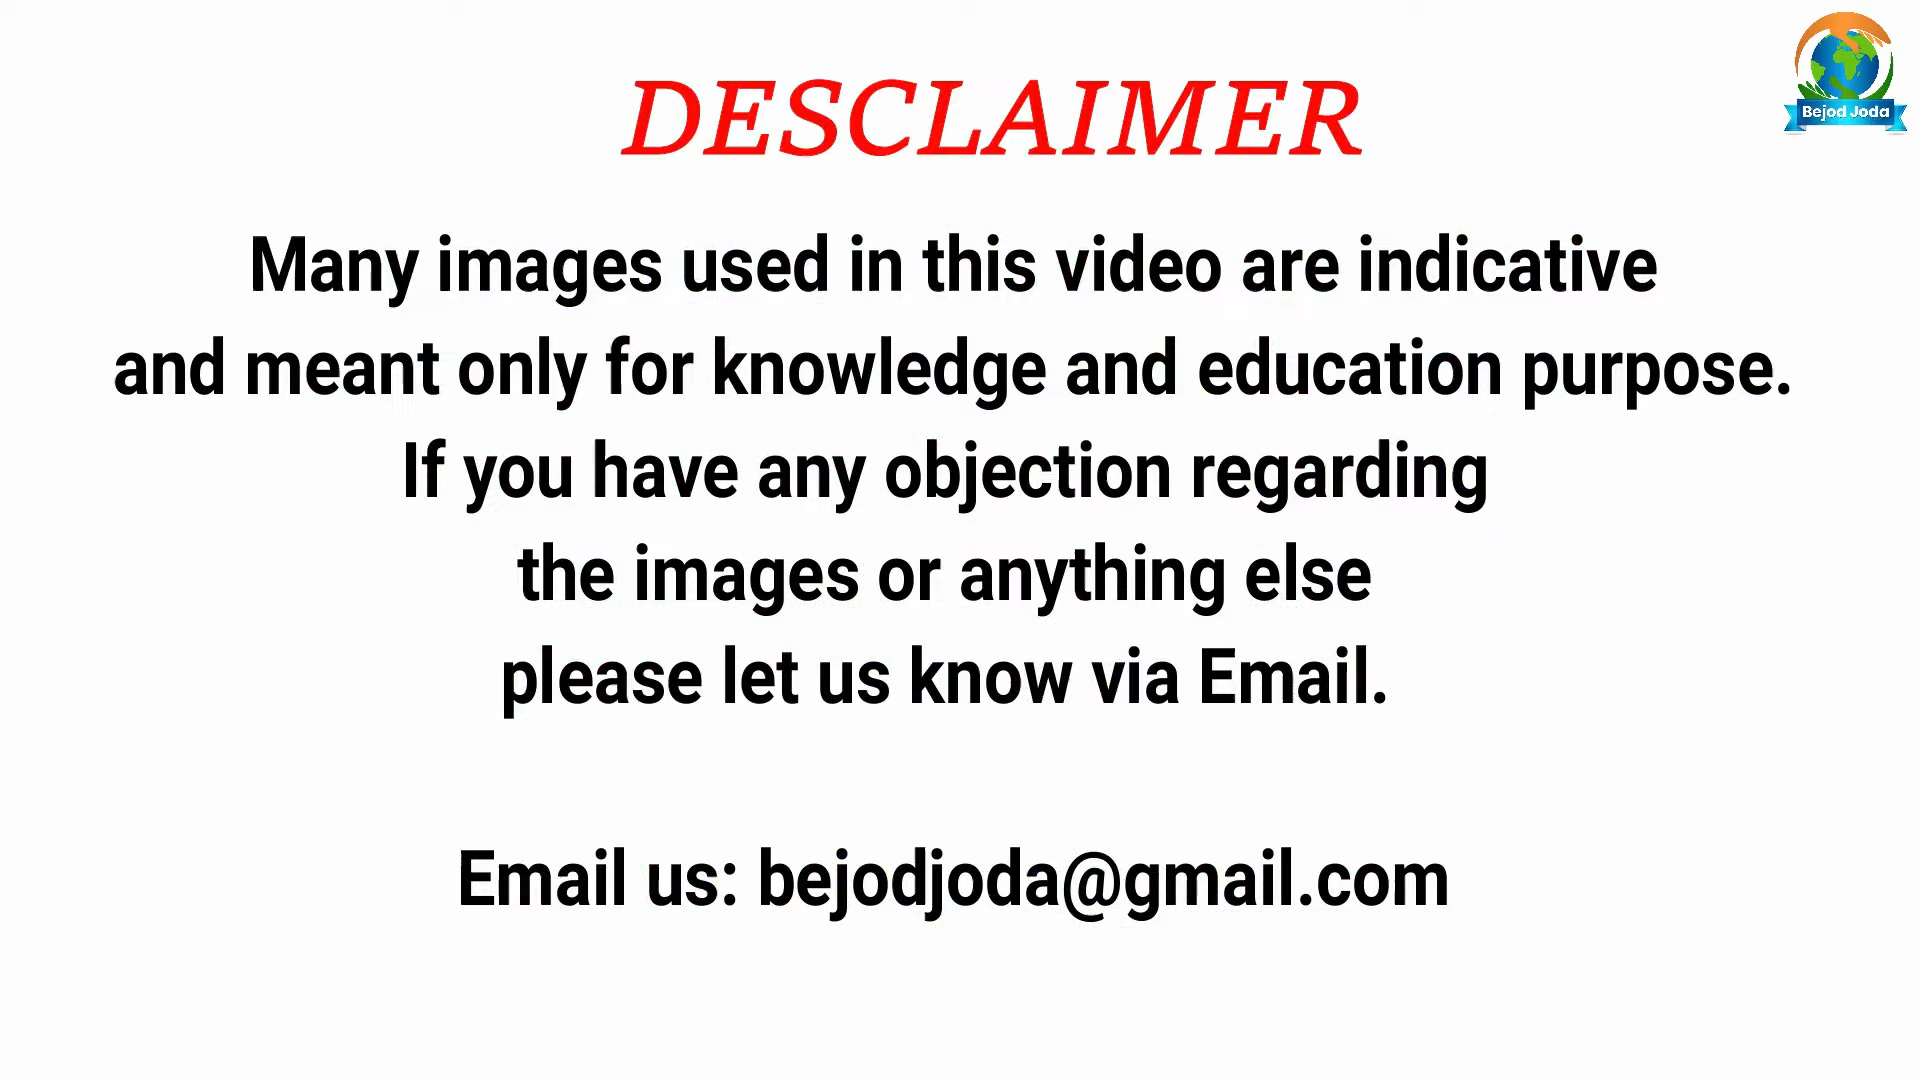 Bejod Joda
DESCLAIMER
Many images used in this video are indicative
and meant only for knowledge and education purpose.
If you have any objection regarding
the images or anything else
please let us know via Email.
Email us: bejodjoda@gmail.com